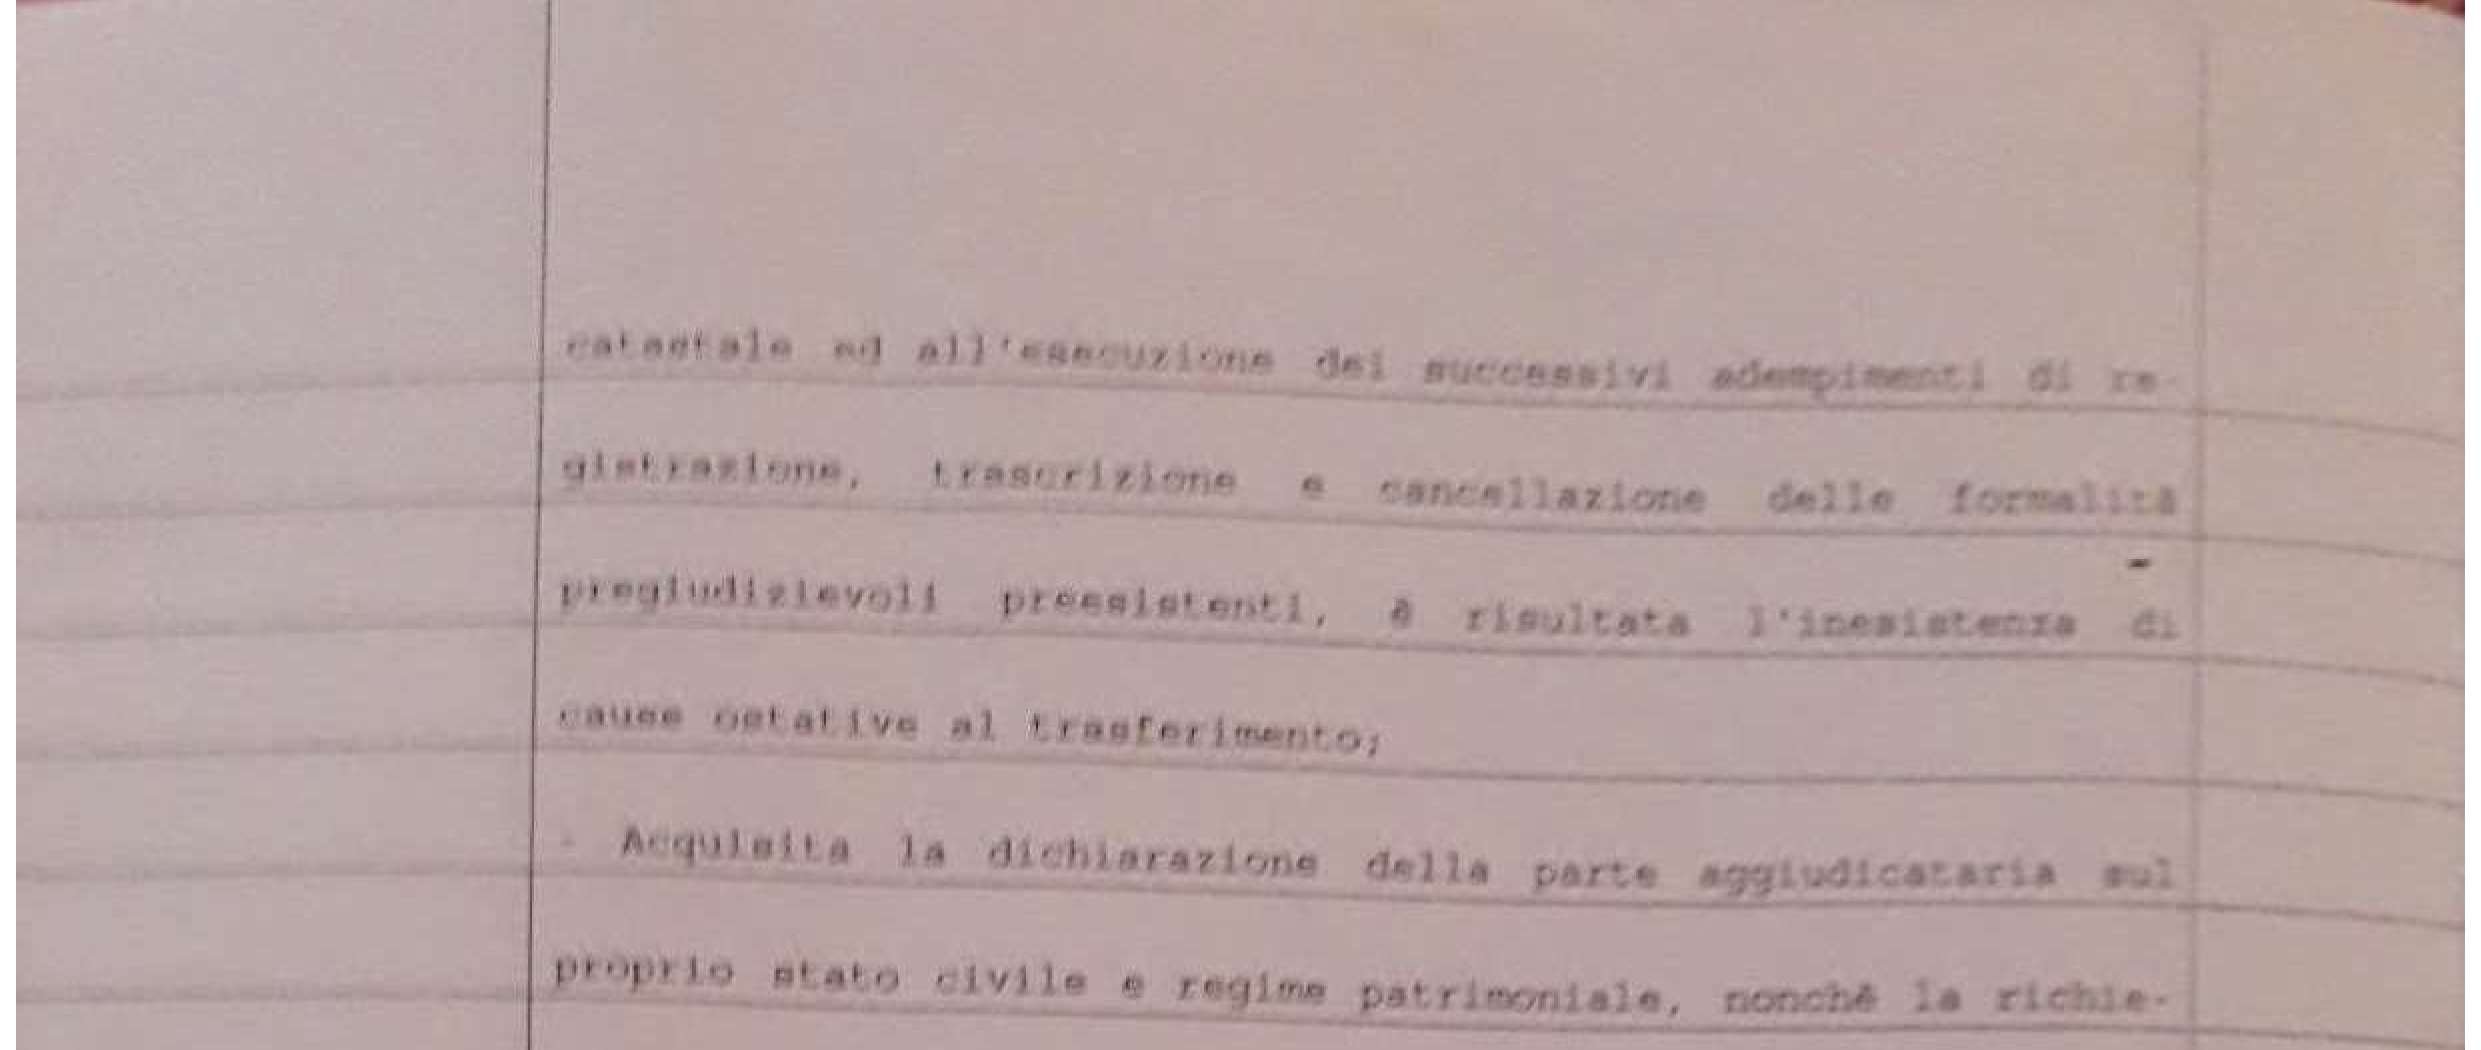 catastale ed all'esecuzione dei successivi adempimenti di re-
gistrazione, trascrizione e cancellazione delle formalità
pregiudizievoli preesistenti, è risultata l'inesistenza di
cause ostative al trasferimento;
- Acquisita la dichiarazione della parte aggiudicataria sul
proprio stato civile e regime patrimoniale, nonchè la richie-